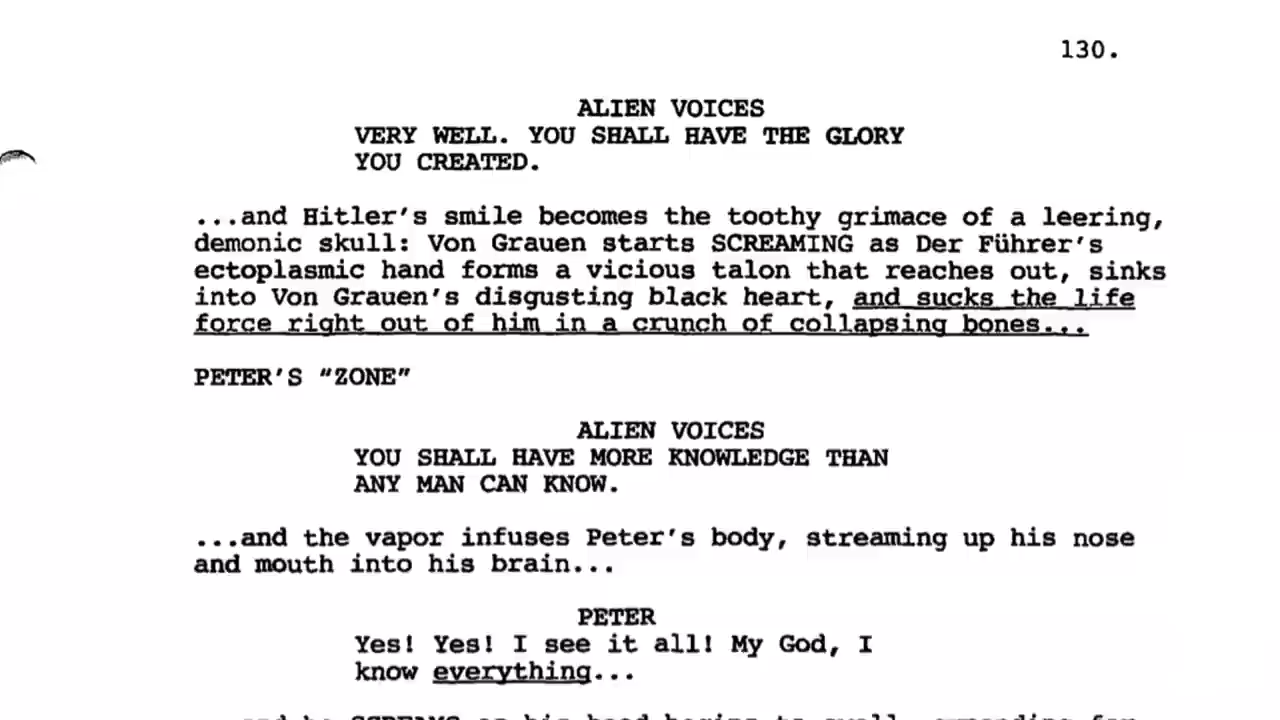 130.
ALIEN VOICES
VERY WELL. YOU SHALL HAVE THE GLORY
YOU CREATED.
...and Hitler's smile becomes the toothy grimace of a leering,
demonic skull: Von Grauen starts SCREAMING as Der Führer's
ectoplasmic hand forms a vicious talon that reaches out, sinks
into Von Grauen's disgusting black heart, and sucks the life
force right out of him in a crunch of collapsing bones...
PETER'S "ZONE"
ALIEN VOICES
YOU SHALL HAVE MORE KNOWLEDGE THAN
ANY MAN CAN KNOW.
...and the vapor infuses Peter's body, streaming up his nose
and mouth into his brain...
PETER
Yes! Yes! I see it all! My God, I
know everything...